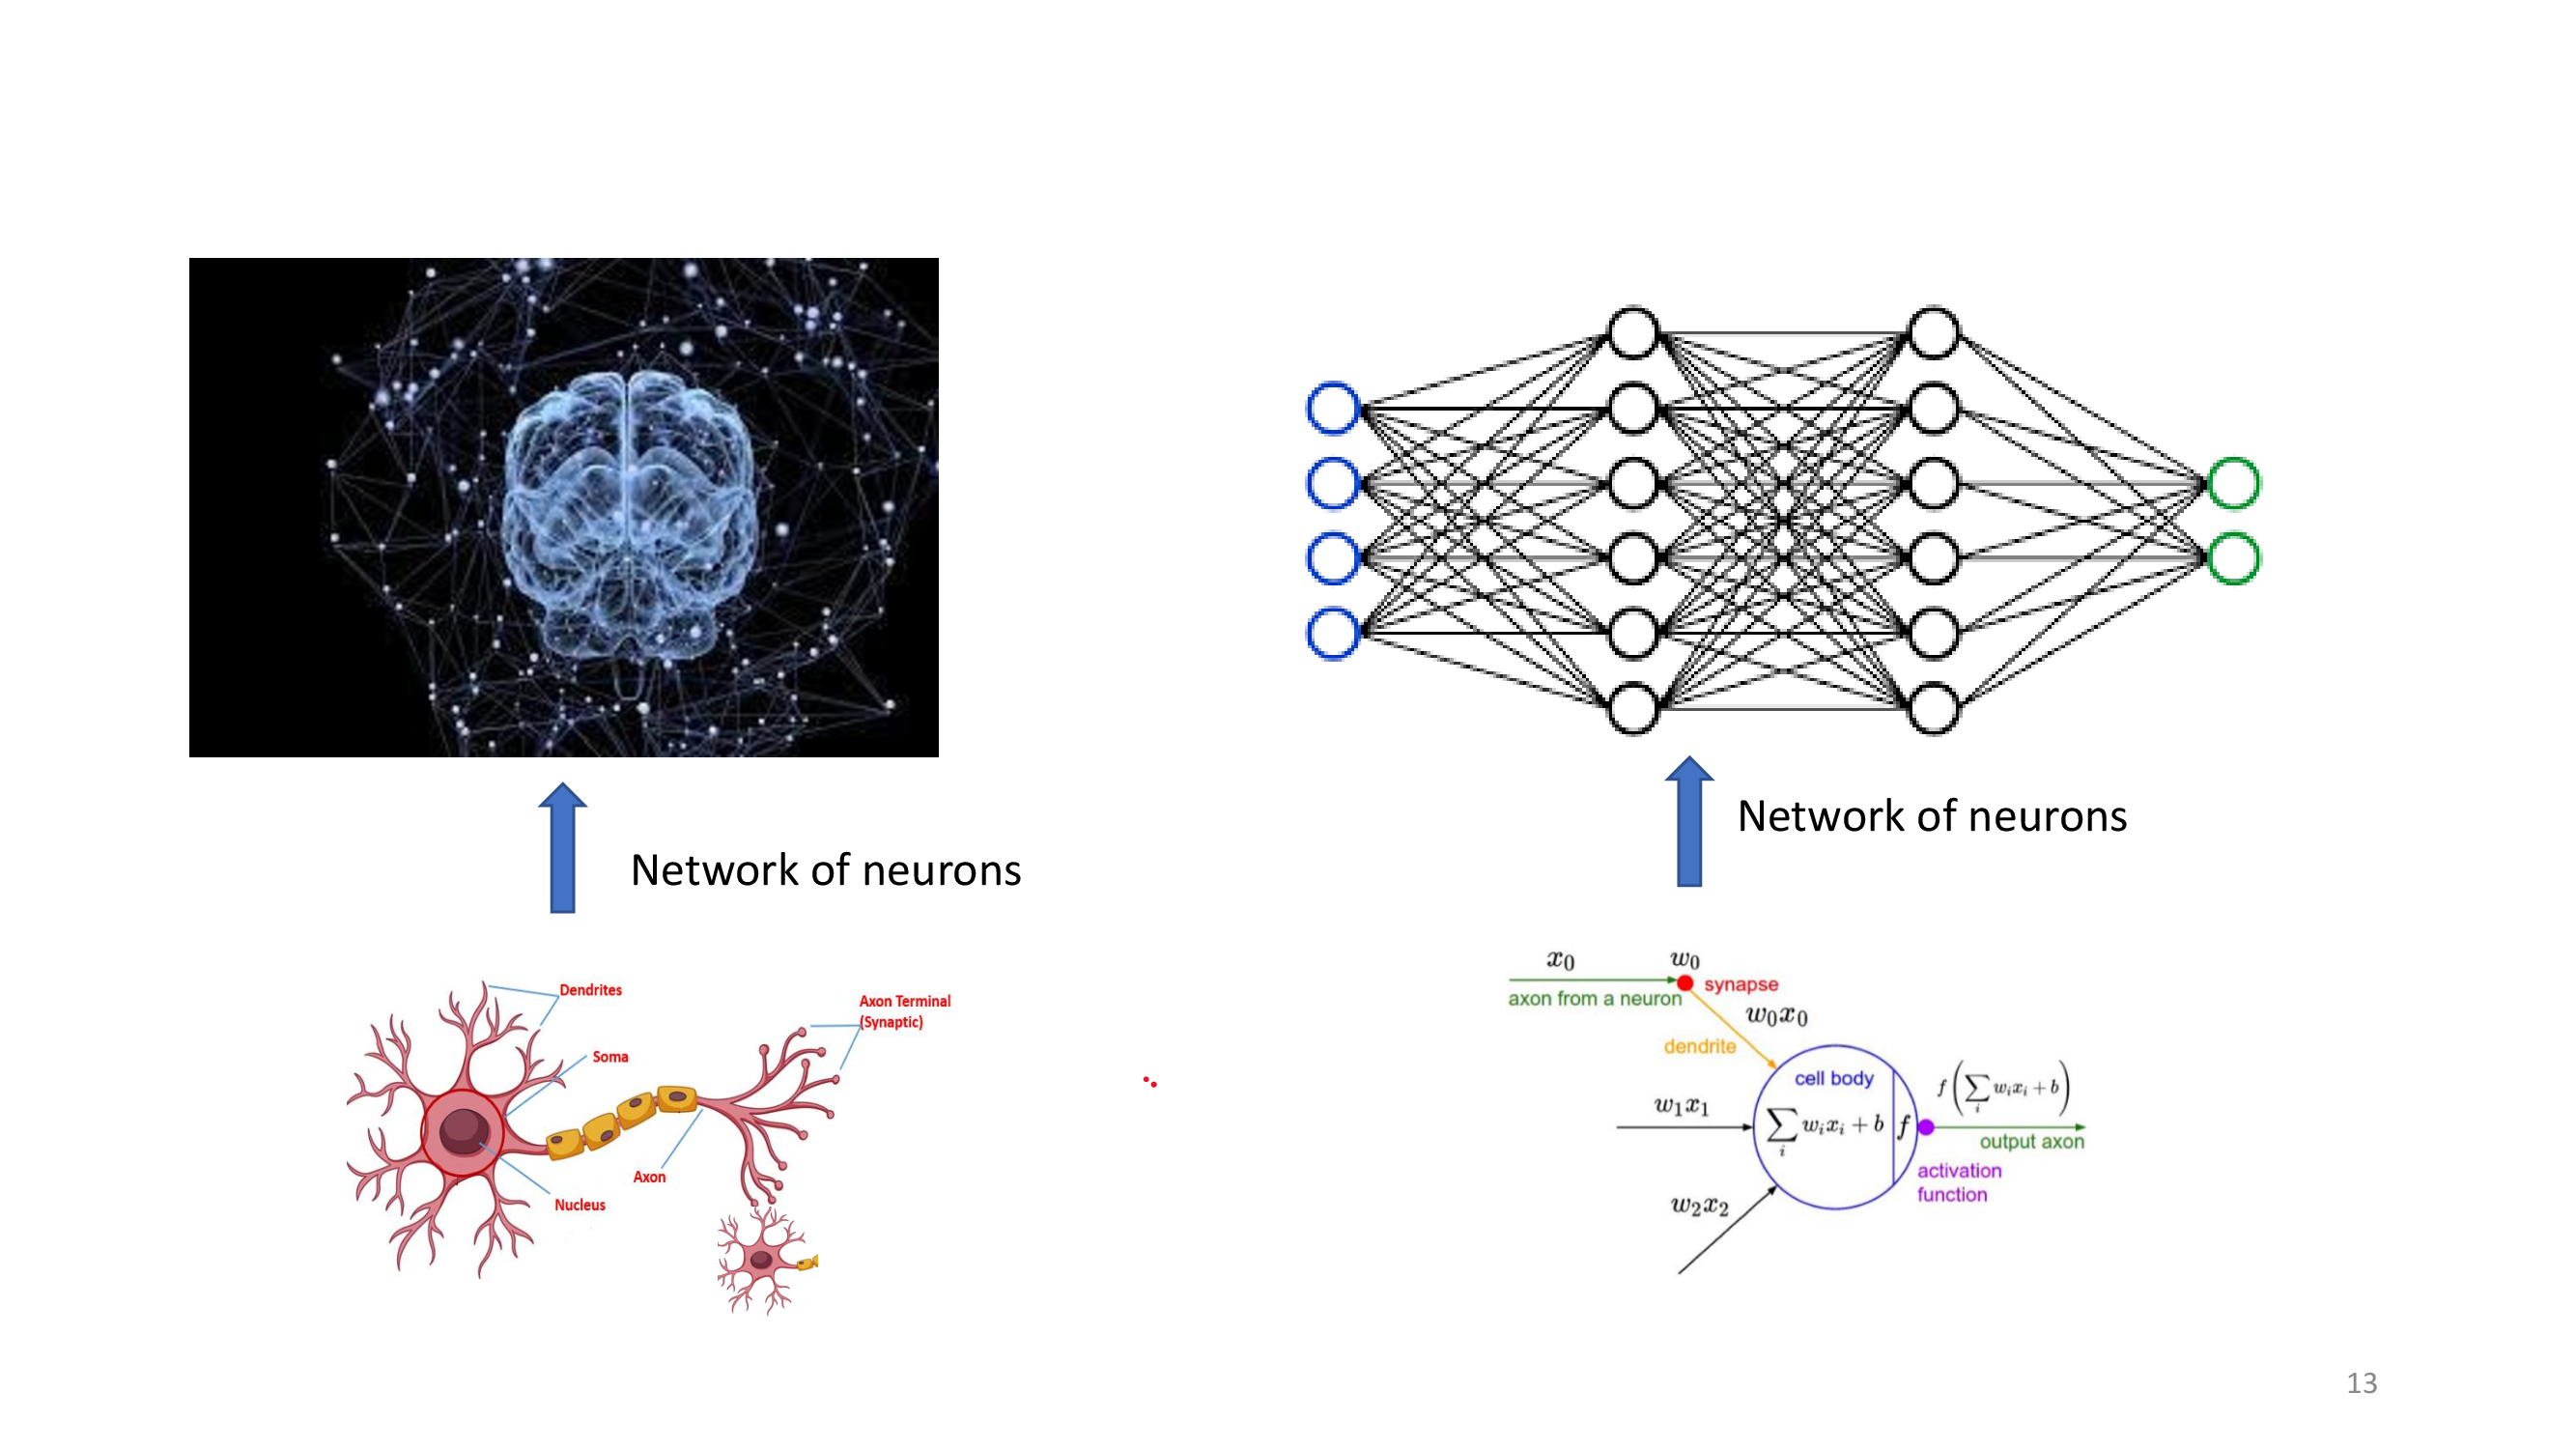 Network of neurons
Dendrites
Axon Terminal
(Synaptic)
Soma
Axon
Nucleus
Network of neurons
x₀
w₀
synapse
axon from a neuron
w₀x₀
dendrite
cell body
f(∑ᵢ wᵢxᵢ + b)
w₁x₁
∑ᵢ wᵢxᵢ + b
f
output axon
activation
function
w₂x₂
13